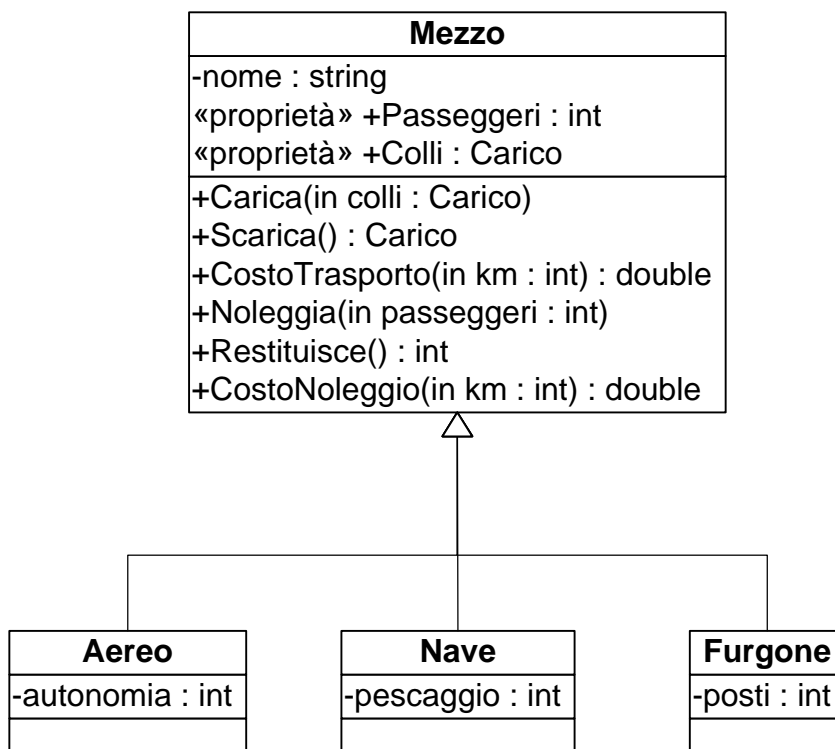 Mezzo
-nome : string
«proprietà» +Passeggeri : int
«proprietà» +Colli : Carico
+Carica(in colli : Carico)
+Scarica() : Carico
+CostoTrasporto(in km : int) : double
+Noleggia(in passeggeri : int)
+Restituisce() : int
+CostoNoleggio(in km : int) : double
Aereo
-autonomia : int
Nave
-pescaggio : int
Furgone
-posti : int